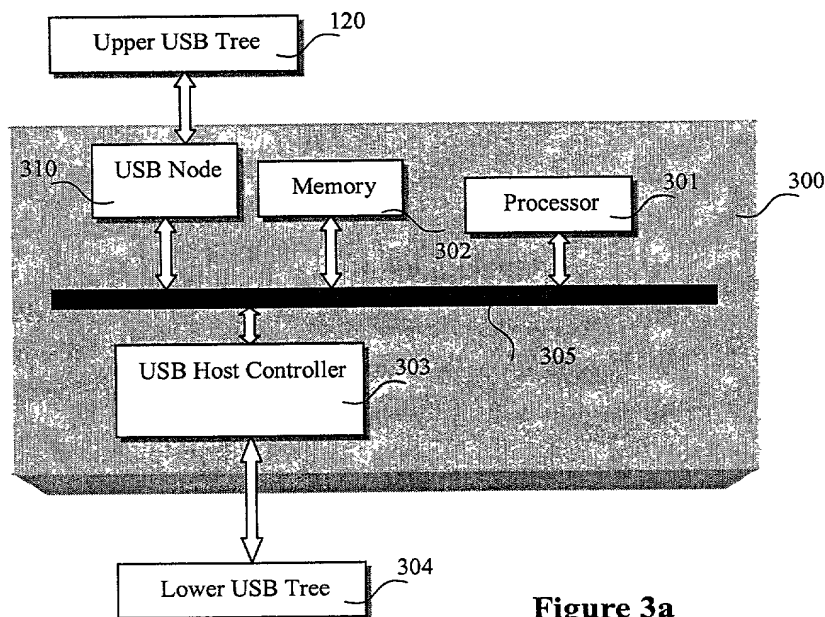 Upper USB Tree
120
310
USB Node
Memory
302
Processor
301
300
305
USB Host Controller
303
Lower USB Tree
304
Figure 3a